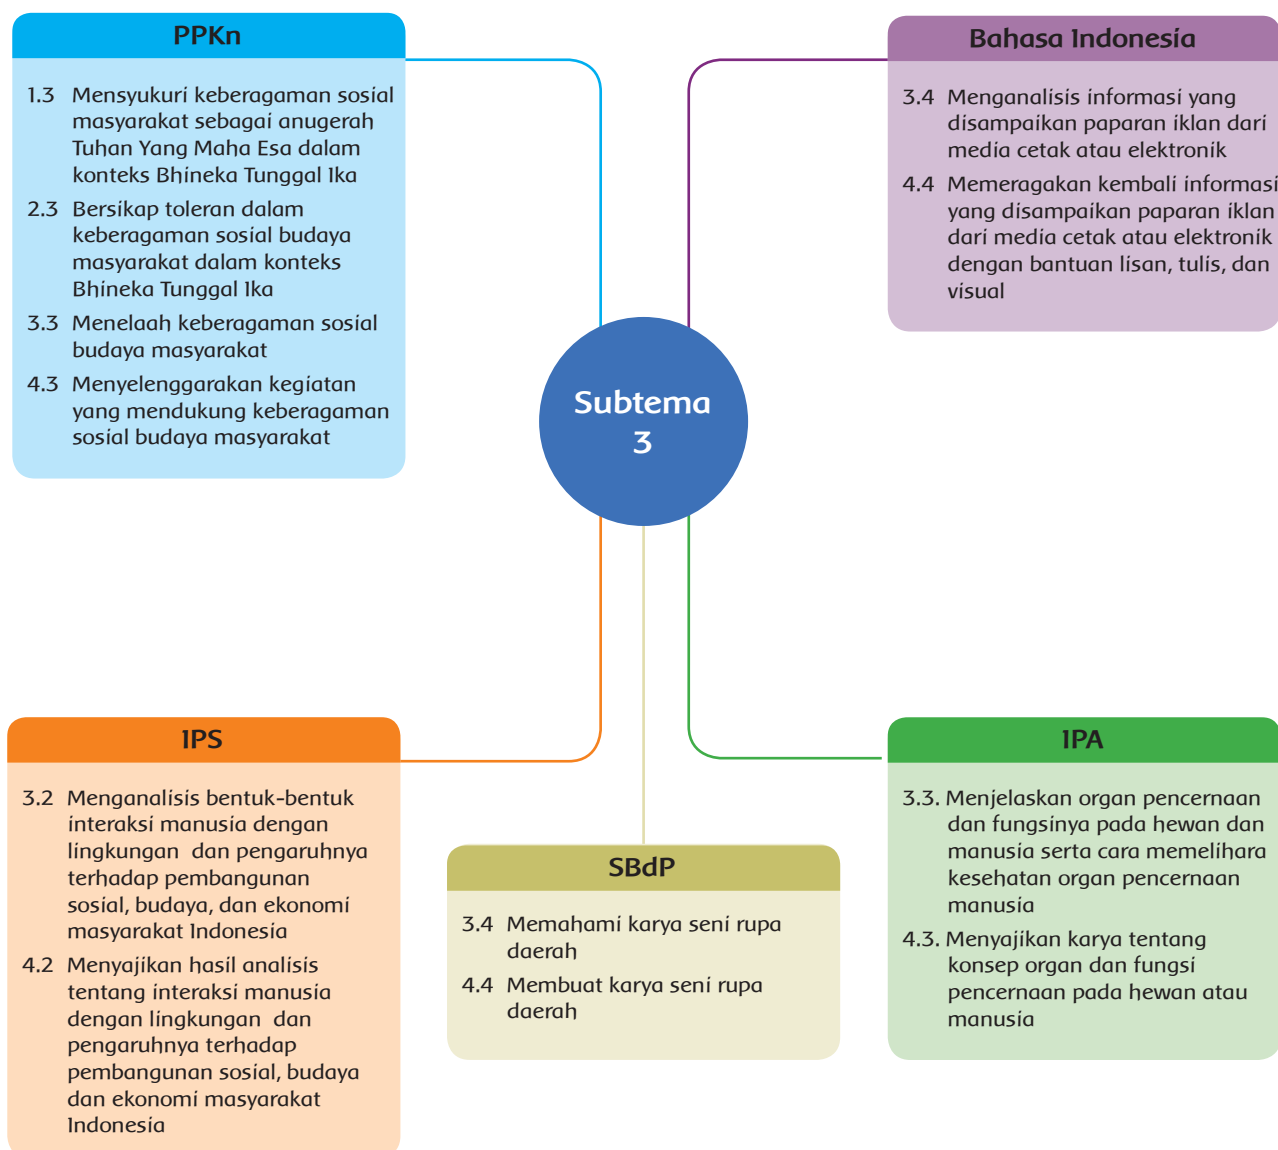 PPKn
1.3 Mensyukuri keberagaman sosial
masyarakat sebagai anugerah
Tuhan Yang Maha Esa dalam
konteks Bhineka Tunggal Ika
2.3 Bersikap toleran dalam
keberagaman sosial budaya
masyarakat dalam konteks
Bhineka Tunggal Ika
3.3 Menelaah keberagaman sosial
budaya masyarakat
4.3 Menyelenggarakan kegiatan
yang mendukung keberagaman
sosial budaya masyarakat
Bahasa Indonesia
3.4 Menganalisis informasi yang
disampaikan paparan iklan dari
media cetak atau elektronik
4.4 Memeragakan kembali informasi
yang disampaikan paparan iklan
dari media cetak atau elektronik
dengan bantuan lisan, tulis, dan
visual
Subtema
3
IPS
3.2 Menganalisis bentuk-bentuk
interaksi manusia dengan
lingkungan dan pengaruhnya
terhadap pembangunan
sosial, budaya, dan ekonomi
masyarakat Indonesia
4.2 Menyajikan hasil analisis
tentang interaksi manusia
dengan lingkungan dan
pengaruhnya terhadap
pembangunan sosial, budaya
dan ekonomi masyarakat
Indonesia
SBdP
3.4 Memahami karya seni rupa
daerah
4.4 Membuat karya seni rupa
daerah
IPA
3.3. Menjelaskan organ pencernaan
dan fungsinya pada hewan dan
manusia serta cara memelihara
kesehatan organ pencernaan
manusia
4.3. Menyajikan karya tentang
konsep organ dan fungsi
pencernaan pada hewan atau
manusia